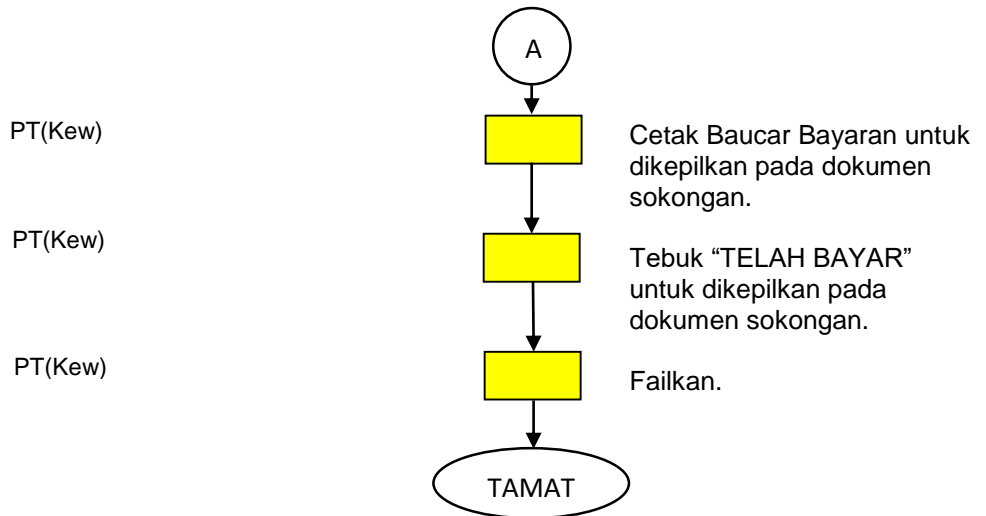 A
PT(Kew)
Cetak Baucar Bayaran untuk
dikepilkan pada dokumen
sokongan.
PT(Kew)
Tebuk “TELAH BAYAR”
untuk dikepilkan pada
dokumen sokongan.
PT(Kew)
Failkan.
TAMAT